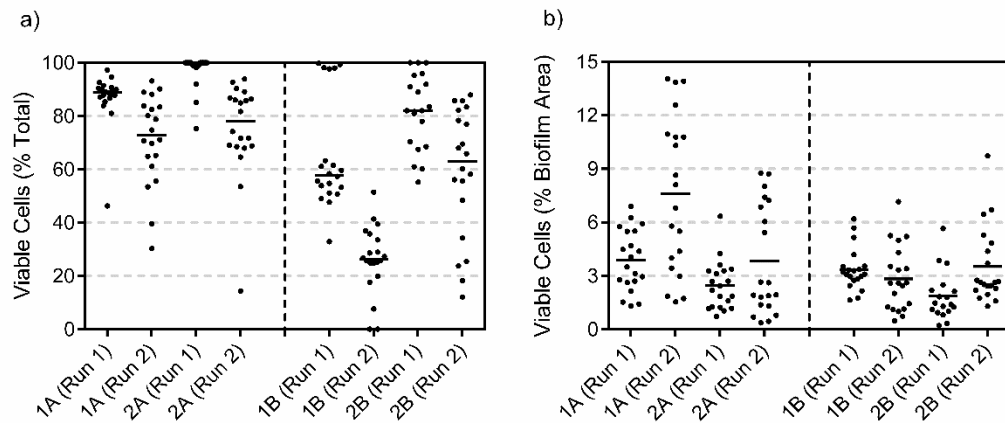 a)
Viable Cells (% Total)
100
80
60
40
20
0
1A (Run 1)
1A (Run 2)
2A (Run 1)
2A (Run 2)
1B (Run 1)
1B (Run 2)
2B (Run 1)
2B (Run 2)
b)
Viable Cells (% Biofilm Area)
15
12
9
6
3
0
1A (Run 1)
1A (Run 2)
2A (Run 1)
2A (Run 2)
1B (Run 1)
1B (Run 2)
2B (Run 1)
2B (Run 2)